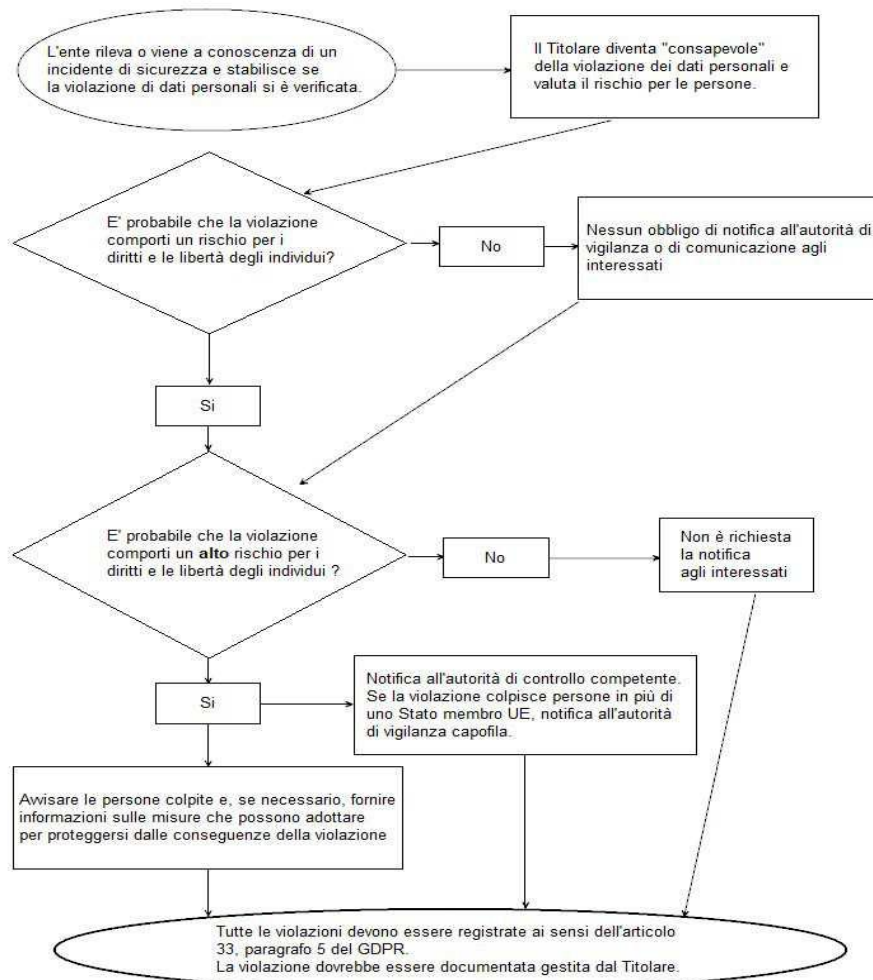 L'ente rileva o viene a conoscenza di un
incidente di sicurezza e stabilisce se
la violazione di dati personali si è verificata.
Il Titolare diventa "consapevole"
della violazione dei dati personali e
valuta il rischio per le persone.
E' probabile che la violazione
comporti un rischio per i
diritti e le libertà degli individui?
No
Nessun obbligo di notifica all'autorità di
vigilanza o di comunicazione agli
interessati
Si
E' probabile che la violazione
comporti un alto rischio per i
diritti e le libertà degli individui ?
No
Non è richiesta
la notifica
agli interessati
Si
Notifica all'autorità di controllo competente.
Se la violazione colpisce persone in più di
uno Stato membro UE, notifica all'autorità
di vigilanza capofila.
Avvisare le persone colpite e, se necessario, fornire
informazioni sulle misure che possono adottare
per proteggersi dalle conseguenze della violazione
Tutte le violazioni devono essere registrate ai sensi dell'articolo
33, paragrafo 5 del GDPR.
La violazione dovrebbe essere documentata gestita dal Titolare.